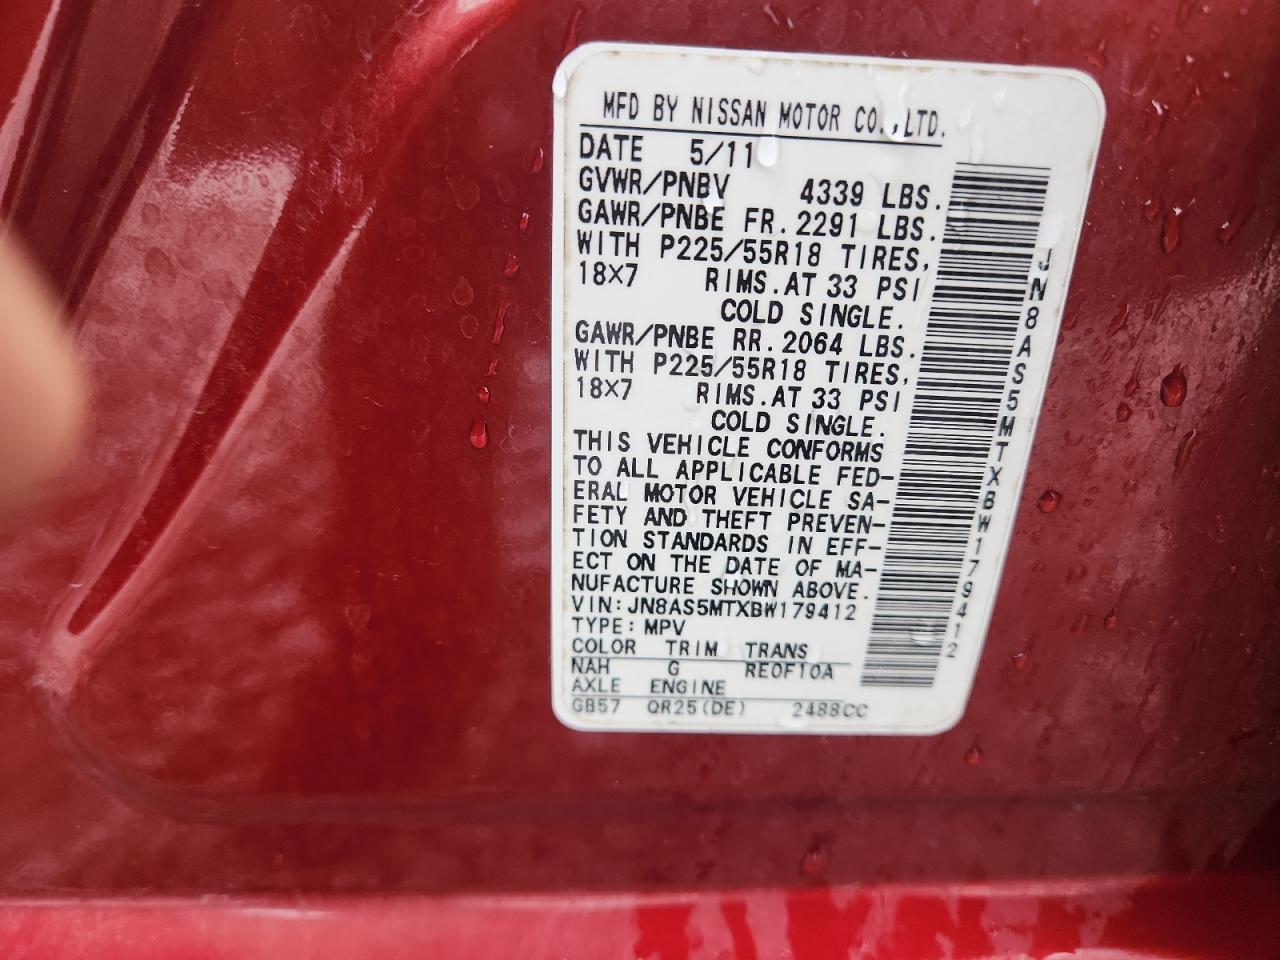 MFD BY NISSAN MOTOR CO.,LTD.
DATE 5/11
GVWR/PNBV 4339 LBS.
GAWR/PNBE FR.2291 LBS.
WITH P225/55R18 TIRES,
18X7 RIMS.AT 33 PSI
COLD SINGLE.
GAWR/PNBE RR.2064 LBS.
WITH P225/55R18 TIRES,
18X7 RIMS.AT 33 PSI
COLD SINGLE.
THIS VEHICLE CONFORMS
TO ALL APPLICABLE FED-
ERAL MOTOR VEHICLE SA-
FETY AND THEFT PREVEN-
TION STANDARDS IN EFF-
ECT ON THE DATE OF MA-
NUFACTURE SHOWN ABOVE.
VIN:JN8AS5MTXBW179412
TYPE:MPV
COLOR TRIM TRANS
NAH G RE0F10A
AXLE ENGINE
GB57 QR25(DE) 2488CC
JN8AS5MTXBW179412